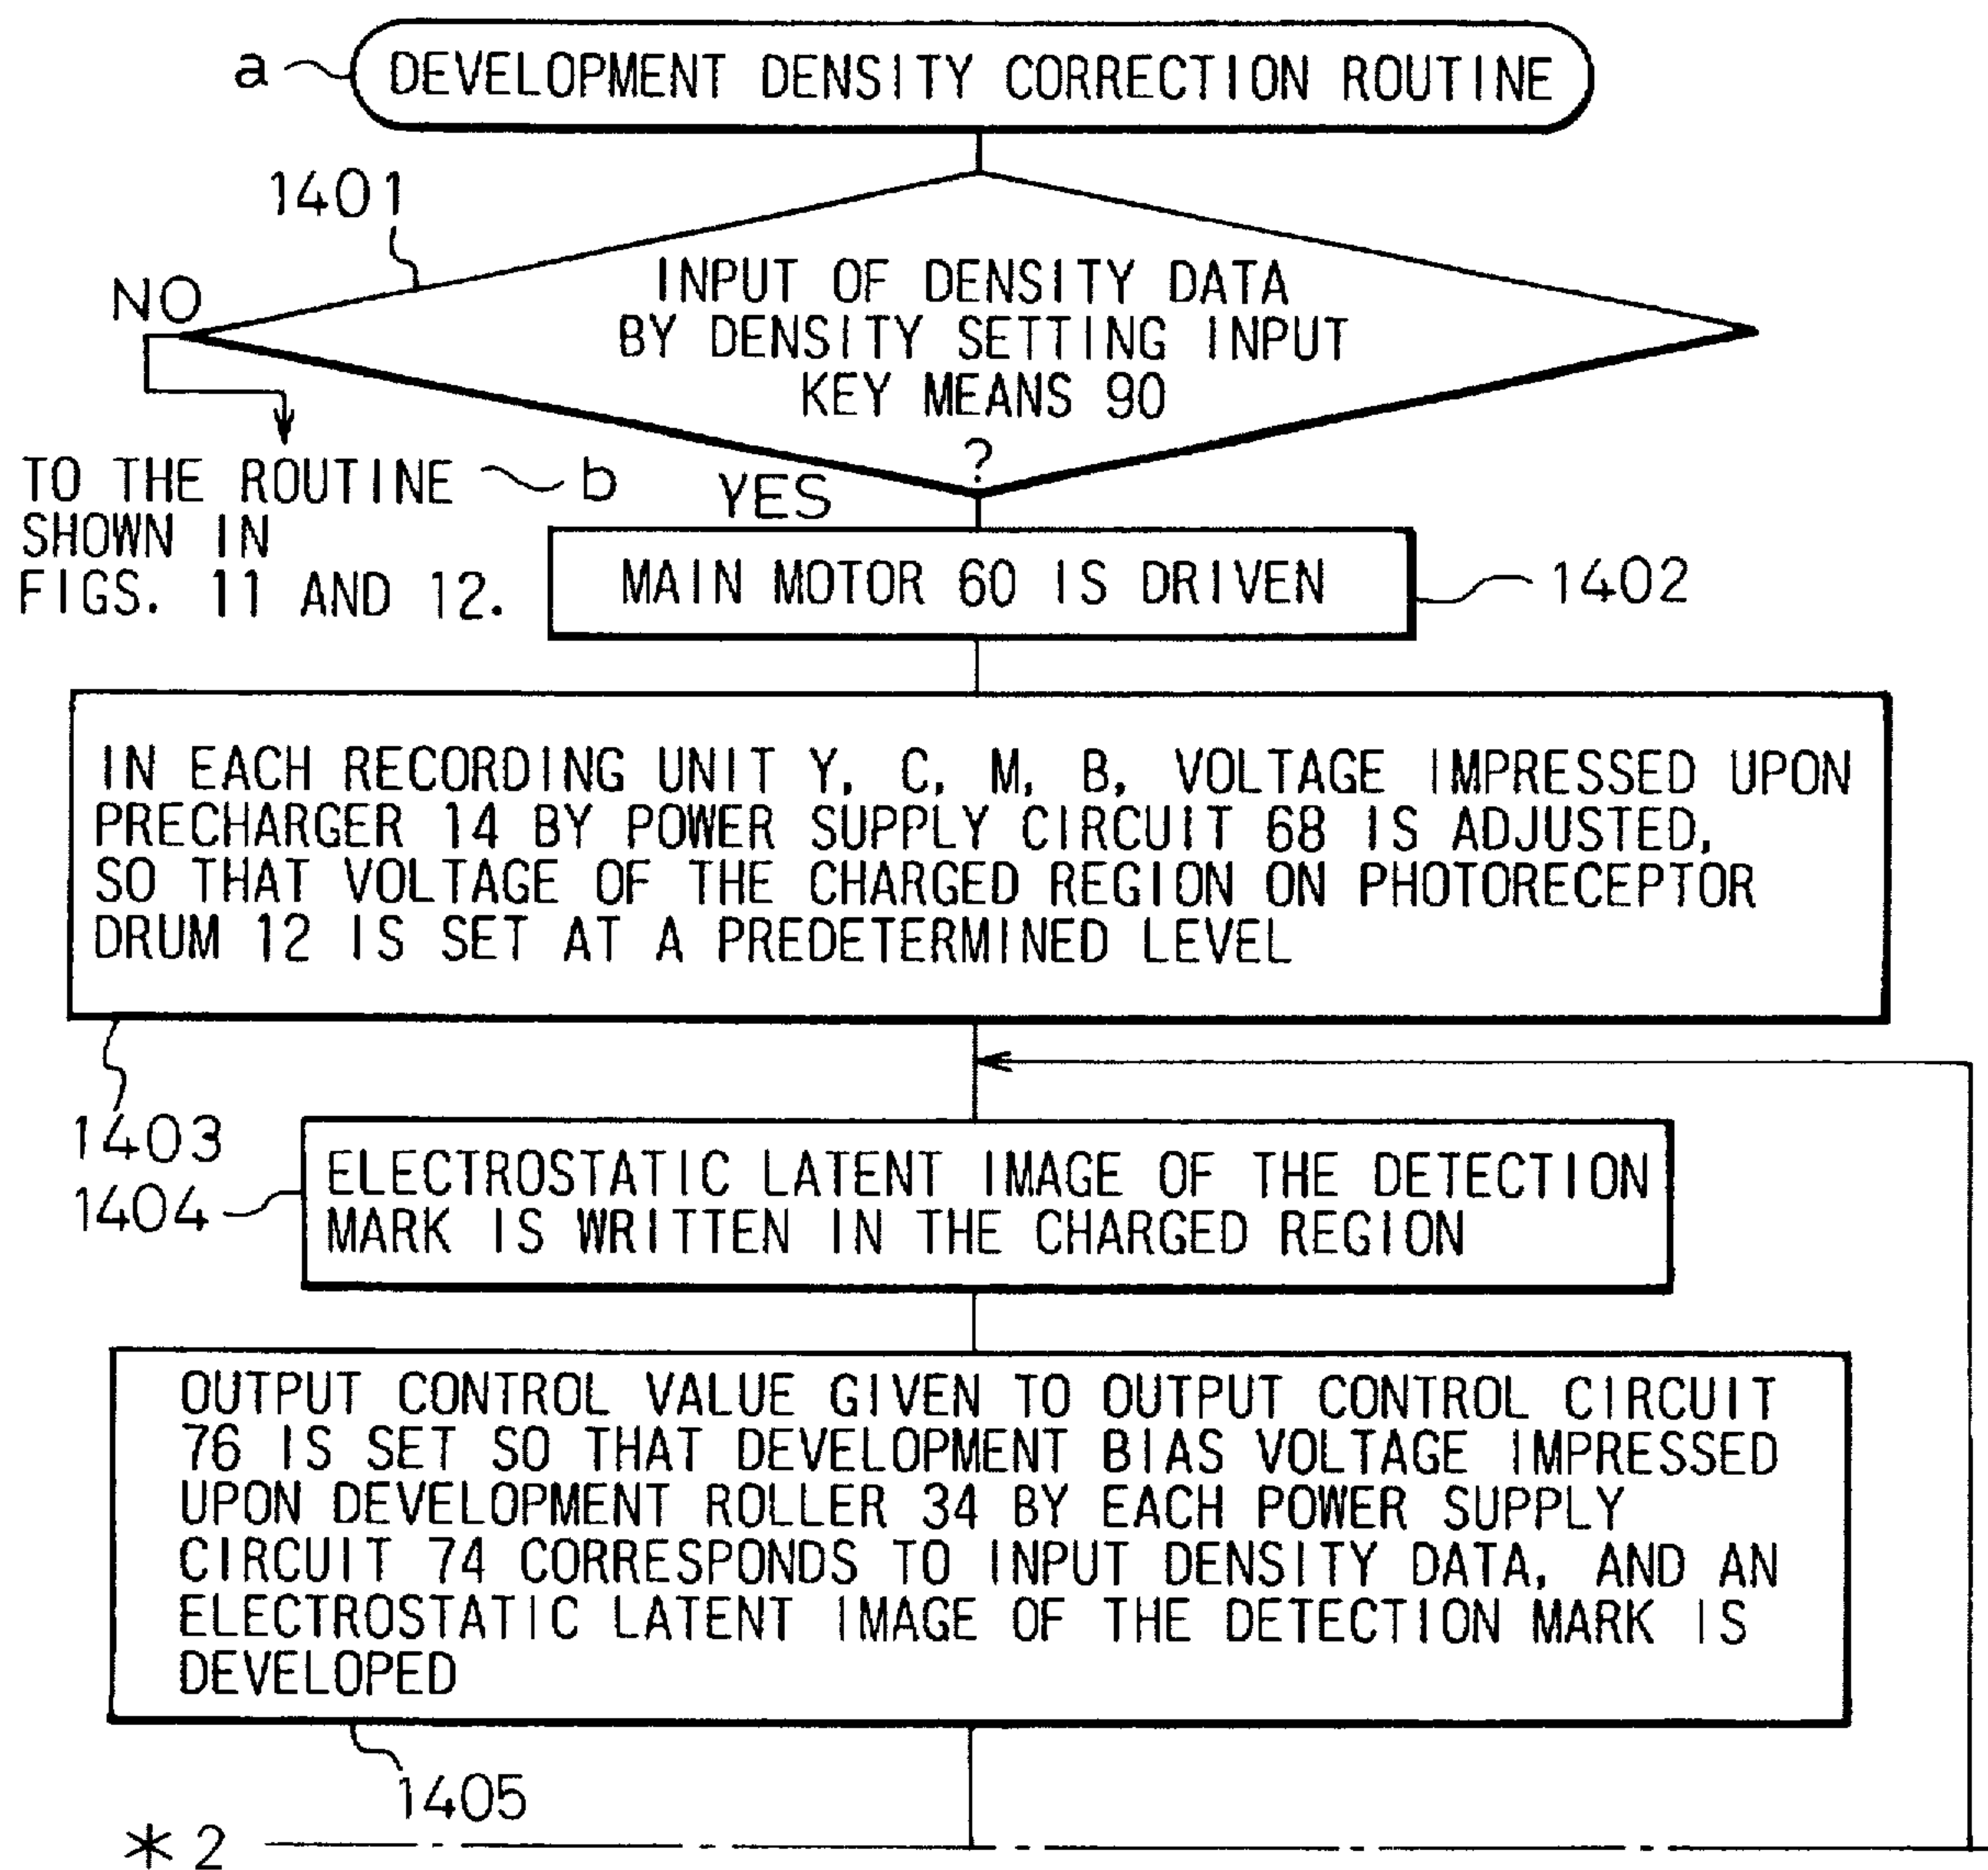 a
DEVELOPMENT DENSITY CORRECTION ROUTINE
1401
NO
INPUT OF DENSITY DATA
BY DENSITY SETTING INPUT
KEY MEANS 90
?
YES
TO THE ROUTINE
b
SHOWN IN
FIGS. 11 AND 12.
MAIN MOTOR 60 IS DRIVEN
1402
IN EACH RECORDING UNIT Y, C, M, B, VOLTAGE IMPRESSED UPON
PRECHARGER 14 BY POWER SUPPLY CIRCUIT 68 IS ADJUSTED,
SO THAT VOLTAGE OF THE CHARGED REGION ON PHOTORECEPTOR
DRUM 12 IS SET AT A PREDETERMINED LEVEL
1403
1404
ELECTROSTATIC LATENT IMAGE OF THE DETECTION
MARK IS WRITTEN IN THE CHARGED REGION
OUTPUT CONTROL VALUE GIVEN TO OUTPUT CONTROL CIRCUIT
76 IS SET SO THAT DEVELOPMENT BIAS VOLTAGE IMPRESSED
UPON DEVELOPMENT ROLLER 34 BY EACH POWER SUPPLY
CIRCUIT 74 CORRESPONDS TO INPUT DENSITY DATA, AND AN
ELECTROSTATIC LATENT IMAGE OF THE DETECTION MARK IS
DEVELOPED
1405
*2